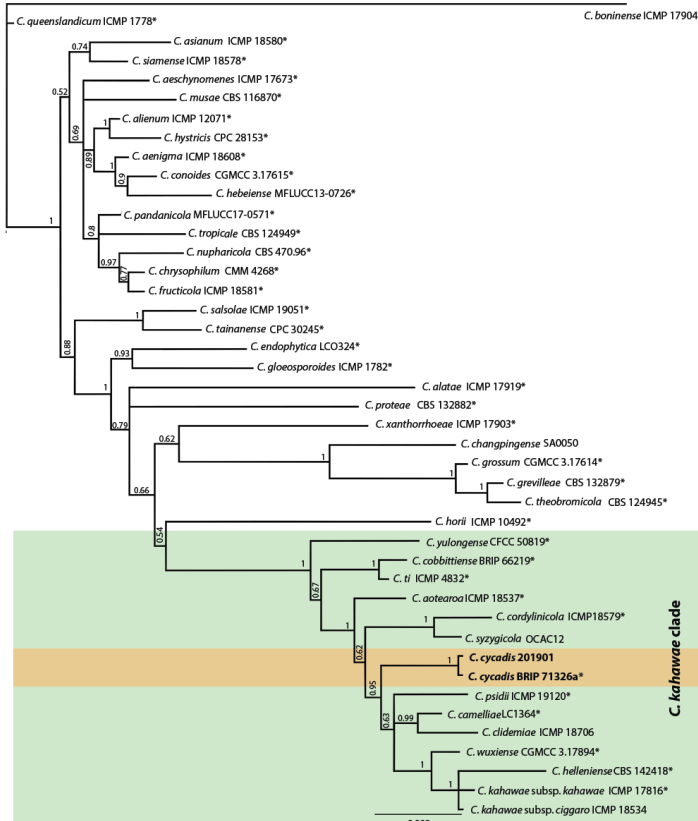 C. boninense ICMP 17904
C. queenslandicum ICMP 1778*
C. asianum ICMP 18580*
0.74
C. siamense ICMP 18578*
C. aeschynomenes ICMP 17673*
0.52
C. musae CBS 116870*
C. alienum ICMP 12071*
1
0.69
C. hystricis CPC 28153*
0.89
C. aenigma ICMP 18608*
1
C. conoides CGMCC 3.17615*
0.9
C. hebeiense MFLUCC13-0726*
C. pandanicola MFLUCC17-0571*
1
0.8
C. tropicale CBS 124949*
C. nupharicola CBS 470.96*
0.97
C. chrysophilum CMM 4268*
0.77
C. fructicola ICMP 18581*
C. salsolae ICMP 19051*
1
C. tainanense CPC 30245*
0.88
C. endophytica LCO324*
0.93
C. gloeosporoides ICMP 1782*
C. alatae ICMP 17919*
1
C. proteae CBS 132882*
0.79
C. xanthorrhoeae ICMP 17903*
0.62
C. changpingense SA0050
1
C. grossum CGMCC 3.17614*
1
C. grevilleae CBS 132879*
1
0.66
C. theobromicola CBS 124945*
C. horii ICMP 10492*
0.54
C. yulongense CFCC 50819*
1
C. cobbittiense BRIP 66219*
1
C. ti ICMP 4832*
0.67
C. aotearoa ICMP 18537*
C. cordylinicola ICMP18579*
1
1
C. syzygicola OCAC12
0.62
C. cycadis 201901
1
C. cycadis BRIP 71326a*
0.95
C. psidii ICMP 19120*
C. camelliae LC1364*
0.63
0.99
C. clidemiae ICMP 18706
C. wuxiense CGMCC 3.17894*
1
C. helleniense CBS 142418*
C. kahawae subsp. kahawae ICMP 17816*
1
C. kahawae subsp. ciggaro ICMP 18534
C. kahawae clade